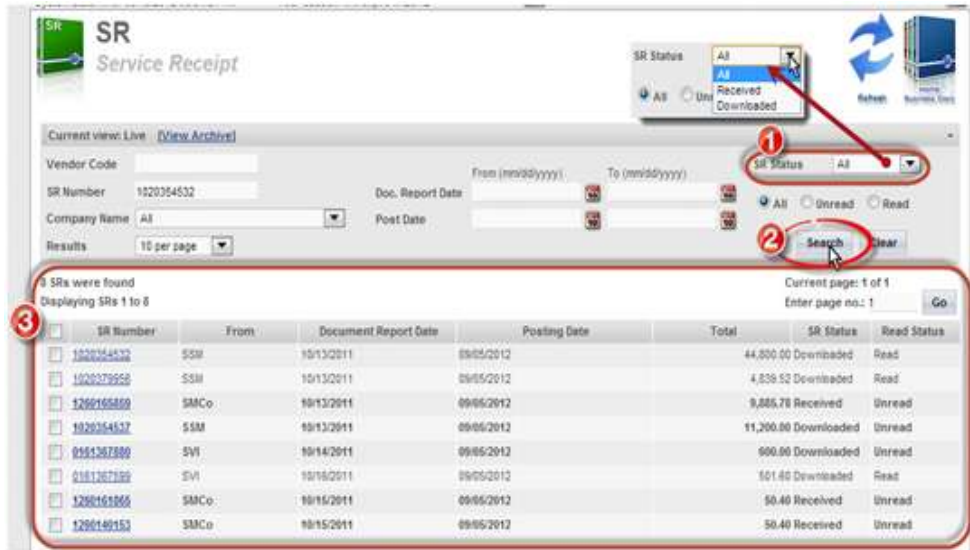 SR
SR
Service Receipt
SR Status All
All
Received
Downloaded
All
Refresh
Current view: Live [View Archive]
1
Vendor Code
From (mm/dd/yyyy) To (mm/dd/yyyy)
SR Status All
SR Number 1020354532 Doc. Report Date
All Unread Read
Company Name All Post Date
Results 10 per page
2
Search Clear
8 SRs were found Current page: 1 of 1
Displaying SRs 1 to 8 Enter page no.: 1 Go
3
SR Number From Document Report Date Posting Date Total SR Status Read Status
1020354532 SSM 10/13/2011 09/05/2012 44,800.00 Downloaded Read
1020379956 SSM 10/13/2011 09/05/2012 4,839.52 Downloaded Read
1260165859 SMCo 10/13/2011 09/05/2012 9,885.78 Received Unread
1020354537 SSM 10/13/2011 09/05/2012 11,200.00 Downloaded Unread
0161367880 SVI 10/14/2011 09/05/2012 600.00 Downloaded Unread
0161367599 SVI 10/16/2011 09/05/2012 501.60 Downloaded Read
1260161065 SMCo 10/15/2011 09/05/2012 50.40 Received Unread
1260140153 SMCo 10/15/2011 09/05/2012 50.40 Received Unread